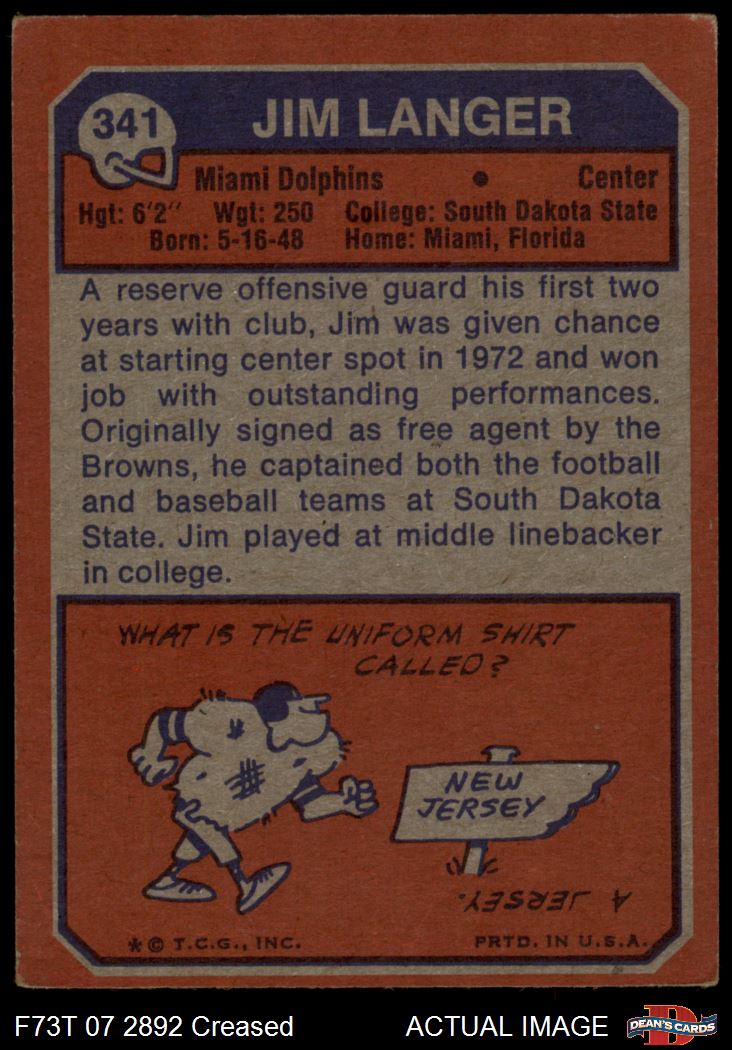 341 JIM LANGER
Miami Dolphins • Center
Hgt: 6'2" Wgt: 250 College: South Dakota State
Born: 5-16-48 Home: Miami, Florida
A reserve offensive guard his first two
years with club, Jim was given chance
at starting center spot in 1972 and won
job with outstanding performances.
Originally signed as free agent by the
Browns, he captained both the football
and baseball teams at South Dakota
State. Jim played at middle linebacker
in college.
WHAT IS THE UNIFORM SHIRT
CALLED?
#
#
NEW
JERSEY
A JERSEY.
* © T.C.G., INC. PRTD. IN U.S.A.
F73T 07 2892 Creased ACTUAL IMAGE D DEAN'S CARDS